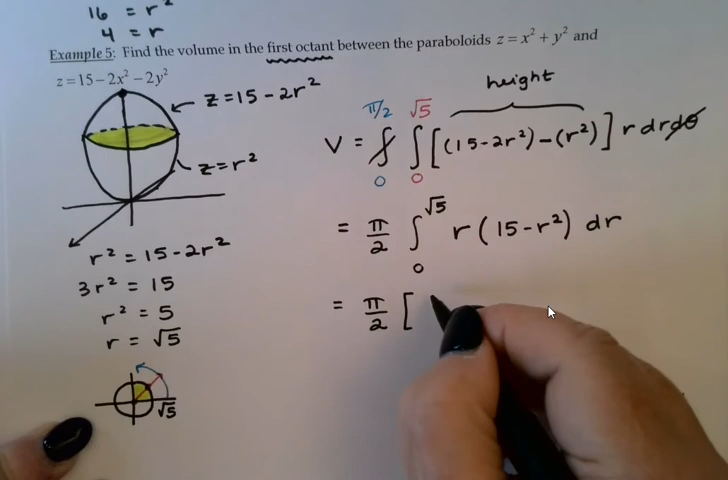 16 = r²
4 = r
Example 5: Find the volume in the first octant between the paraboloids z = x² + y² and
z = 15 − 2x² − 2y²
z = 15 - 2r²
z = r²
r² = 15 - 2r²
3r² = 15
r² = 5
r = √5
√5
height
V = ∫₀^(π/2) ∫₀^(√5) [(15 - 2r²) - (r²)] r dr dθ
= π/2 ∫₀^(√5) r (15 - r²) dr
= π/2 [